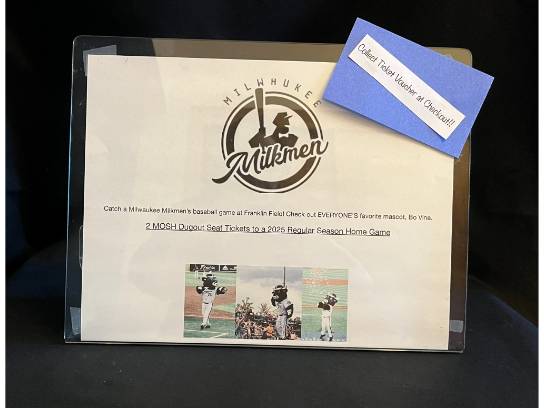 Collect Ticket Voucher at Checkout!!
MILWAUKEE
Milkmen
Catch a Milwaukee Milkmen's baseball game at Franklin Field! Check out EVERYONE'S favorite mascot, Bo Vine.
2 MOSH Dugout Seat Tickets to a 2025 Regular Season Home Game